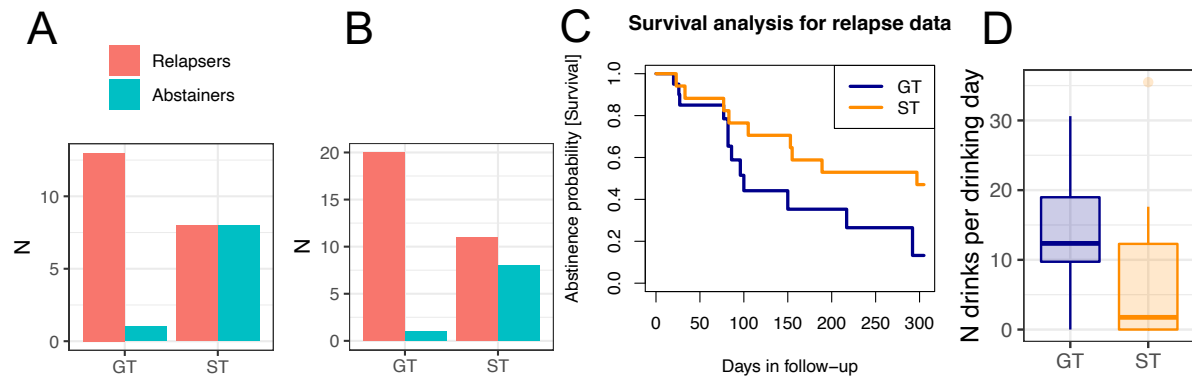 A
Relapsers
Abstainers
N
10
5
0
GT ST
B
N
20
15
10
5
0
GT ST
C
Survival analysis for relapse data
Abstinence probability [Survival]
1.0
0.8
0.6
0.4
0.2
0.0
GT
ST
0 50 100 150 200 250 300
Days in follow−up
D
N drinks per drinking day
30
20
10
0
GT ST